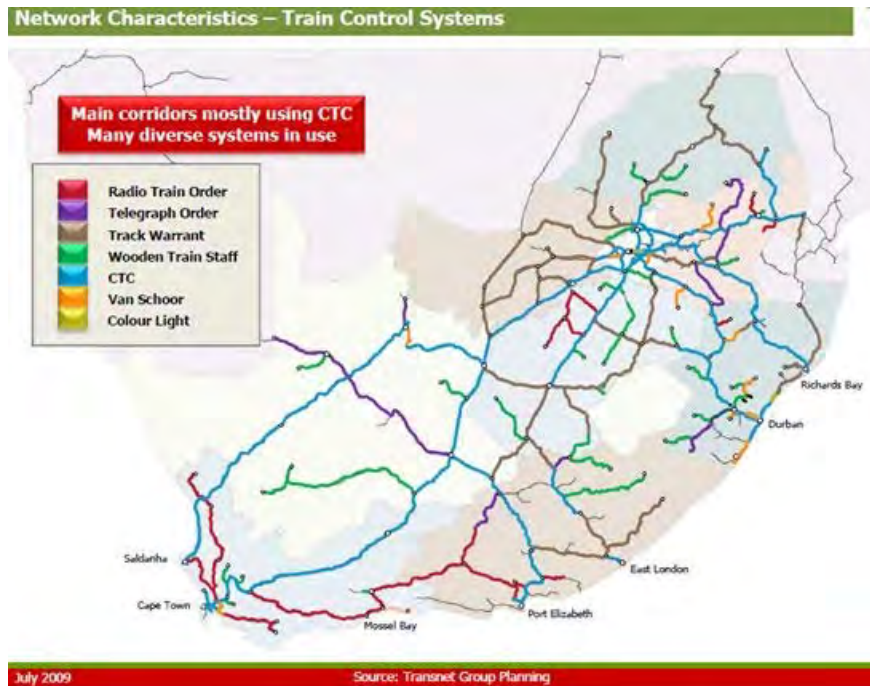 Network Characteristics – Train Control Systems
Main corridors mostly using CTC
Many diverse systems in use
Radio Train Order
Telegraph Order
Track Warrant
Wooden Train Staff
CTC
Van Schoor
Colour Light
Richards Bay
Durban
Saldanha
East London
Cape Town
Port Elizabeth
Mossel Bay
July 2009
Source: Transnet Group Planning